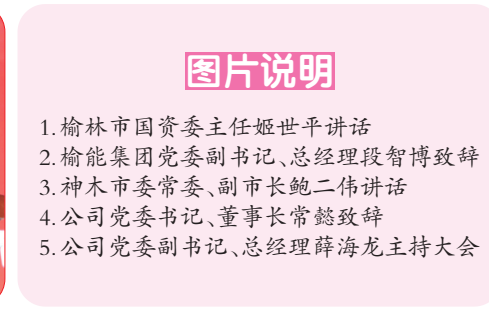 图片说明
1.榆林市国资委主任姬世平讲话
2.榆能集团党委副书记、总经理段智博致辞
3.神木市委常委、副市长鲍二伟讲话
4.公司党委书记、董事长常懿致辞
5.公司党委副书记、总经理薛海龙主持大会